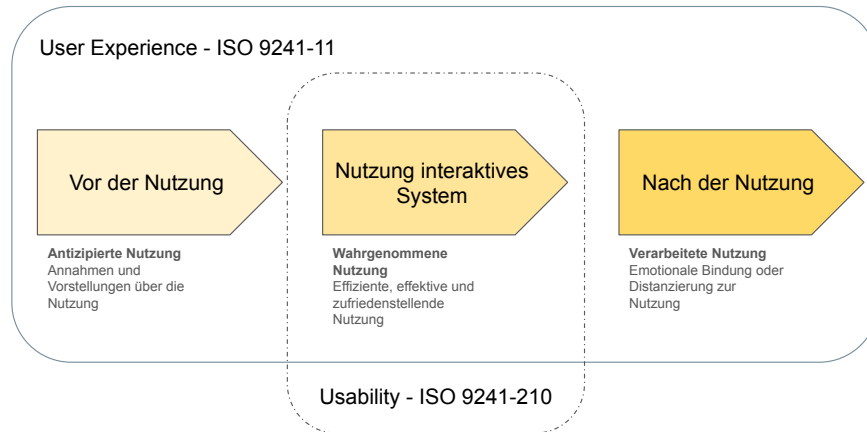 User Experience - ISO 9241-11
Vor der Nutzung
Nutzung interaktives
System
Nach der Nutzung
Antizipierte Nutzung
Annahmen und
Vorstellungen über die
Nutzung
Wahrgenommene
Nutzung
Effiziente, effektive und
zufriedenstellende
Nutzung
Verarbeitete Nutzung
Emotionale Bindung oder
Distanzierung zur
Nutzung
Usability - ISO 9241-210